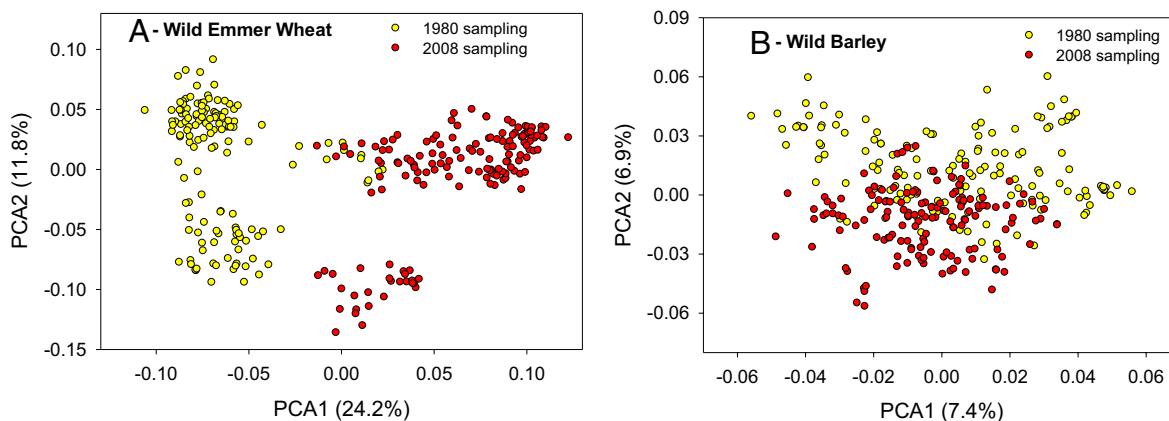 A - Wild Emmer Wheat
1980 sampling
2008 sampling
0.10
0.05
0.00
-0.05
-0.10
-0.15
PCA2 (11.8%)
-0.10 -0.05 0.00 0.05 0.10
PCA1 (24.2%)
B - Wild Barley
1980 sampling
2008 sampling
0.09
0.06
0.03
0.00
-0.03
-0.06
PCA2 (6.9%)
-0.06 -0.04 -0.02 0.00 0.02 0.04 0.06
PCA1 (7.4%)